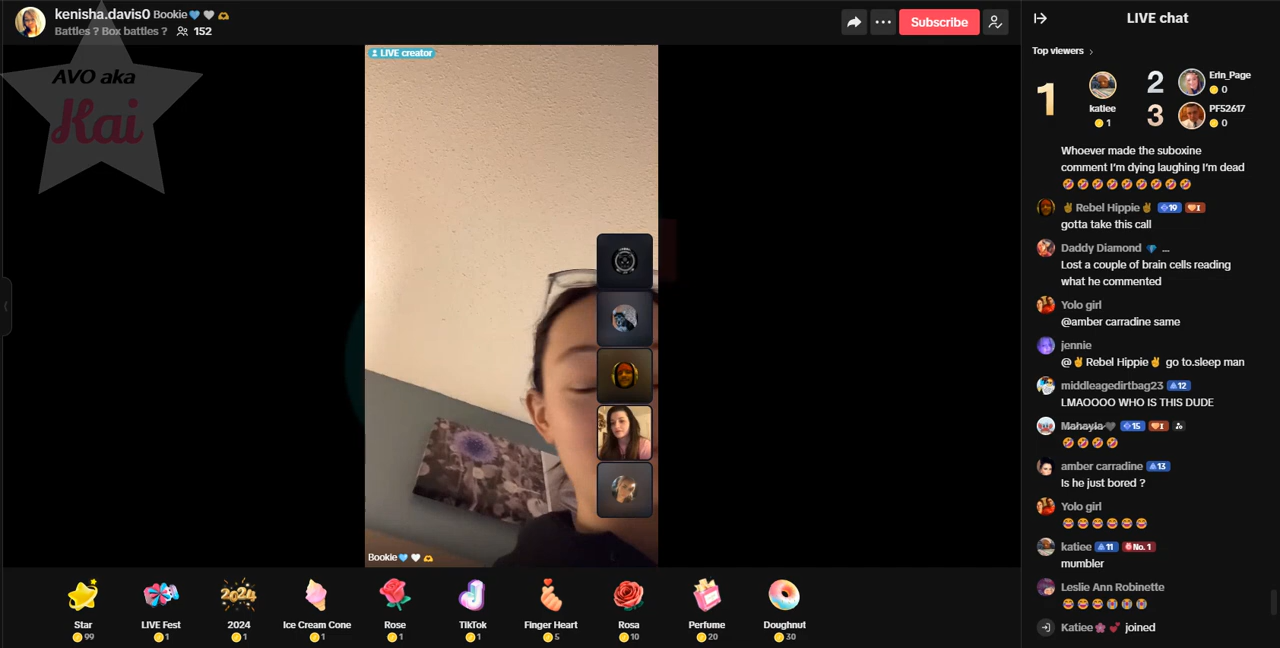 kenisha.davis0 Bookie🩵🤍🫶
Battles ? Box battles ? 152
Subscribe
AVO aka
Kai
LIVE creator
Bookie🩵🤍🫶
Star
99
LIVE Fest
1
2024
2024
1
Ice Cream Cone
1
Rose
1
TikTok
1
Finger Heart
5
Rosa
10
Perfume
20
Doughnut
30
LIVE chat
Top viewers
1
katiee
1
2
Erin_Page
0
3
PF52617
0
Whoever made the suboxine
comment I'm dying laughing I'm dead
🤣🤣🤣🤣🤣🤣🤣🤣🤣
✌Rebel Hippie✌ 19 I
gotta take this call
Daddy Diamond 💎 ...
Lost a couple of brain cells reading
what he commented
Yolo girl
@amber carradine same
jennie
@✌Rebel Hippie✌ go to.sleep man
middleagedirtbag23 12
LMAOOOO WHO IS THIS DUDE
Mahayla🖤 15 I
🤣🤣🤣🤣
amber carradine 13
Is he just bored ?
Yolo girl
😂😂😂😂😂😂
katiee 11 No. 1
mumbler
Leslie Ann Robinette
😂😂😂😭😭😭
Katiee🌸💕 joined